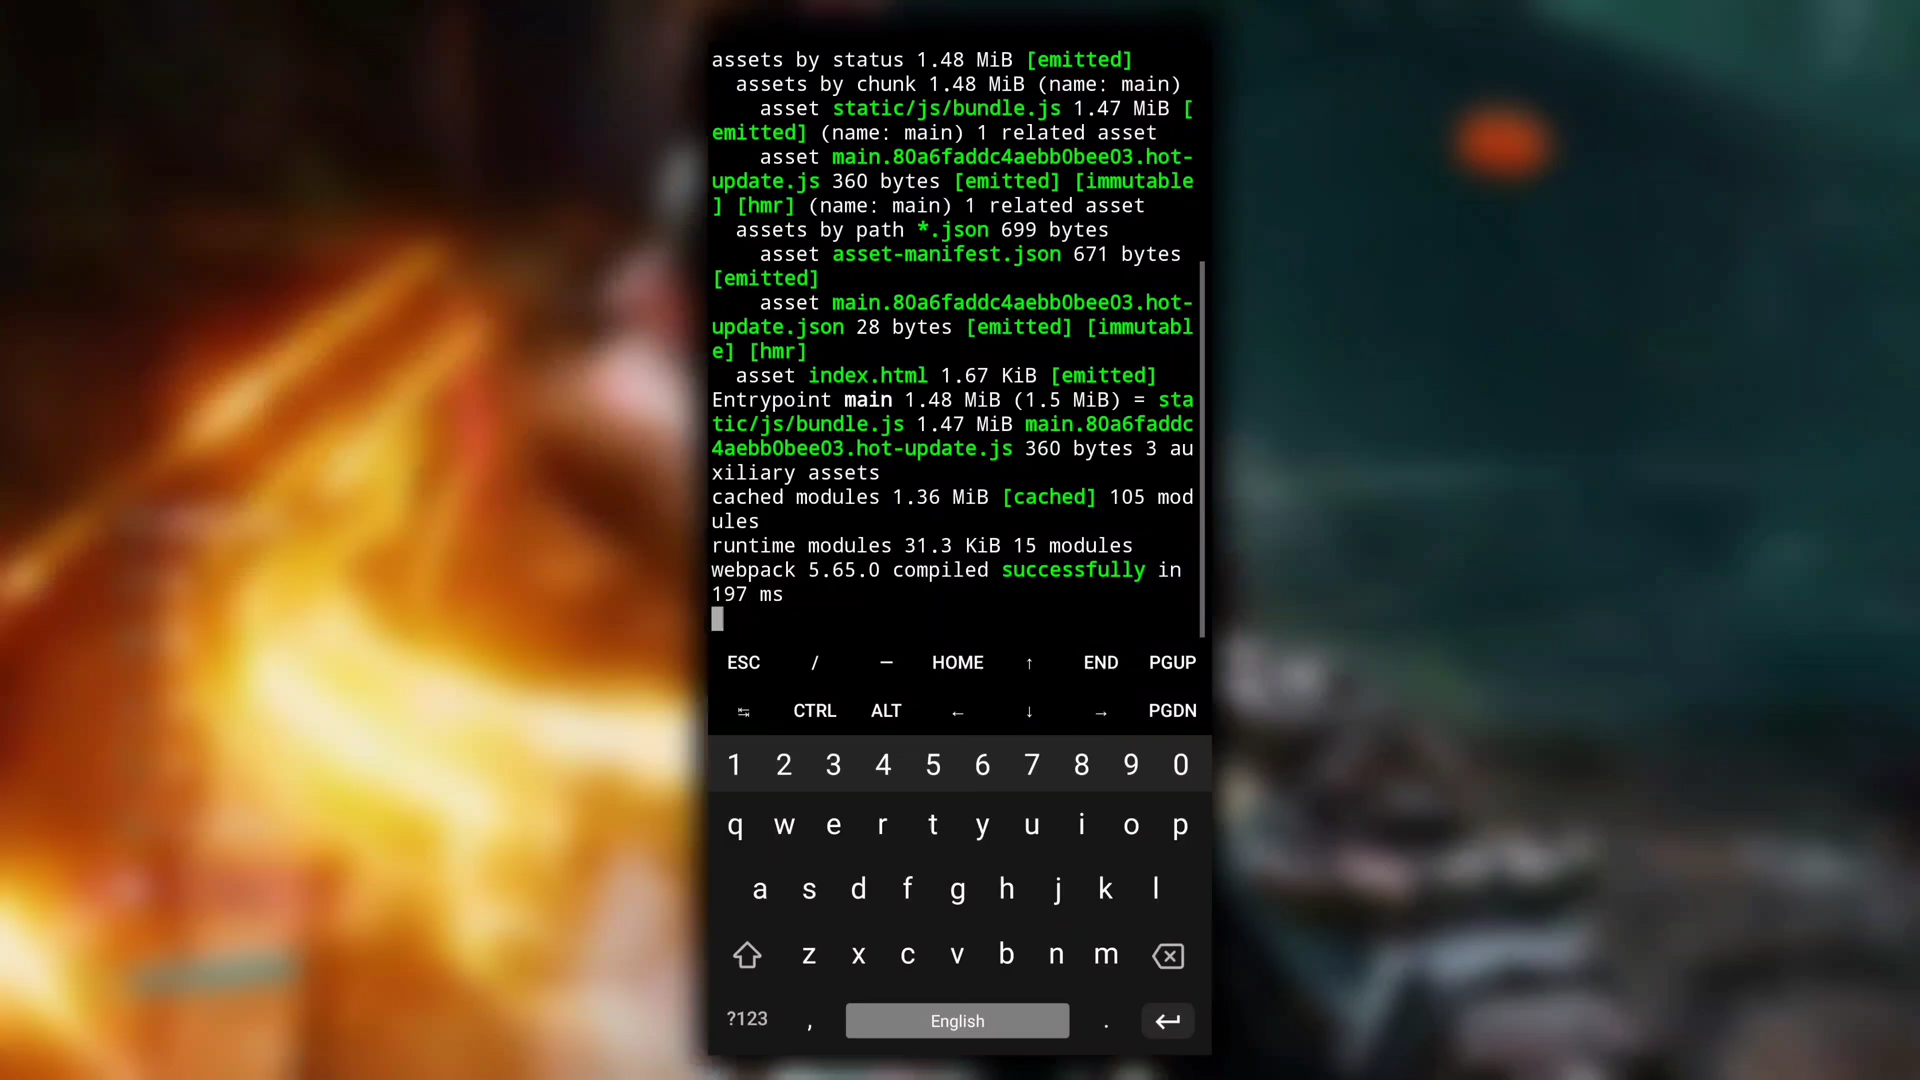 assets by status 1.48 MiB [emitted]
  assets by chunk 1.48 MiB (name: main)
    asset static/js/bundle.js 1.47 MiB [
emitted] (name: main) 1 related asset
    asset main.80a6faddc4aebb0bee03.hot-
update.js 360 bytes [emitted] [immutable
] [hmr] (name: main) 1 related asset
  assets by path *.json 699 bytes
    asset asset-manifest.json 671 bytes
[emitted]
    asset main.80a6faddc4aebb0bee03.hot-
update.json 28 bytes [emitted] [immutabl
e] [hmr]
  asset index.html 1.67 KiB [emitted]
Entrypoint main 1.48 MiB (1.5 MiB) = sta
tic/js/bundle.js 1.47 MiB main.80a6faddc
4aebb0bee03.hot-update.js 360 bytes 3 au
xiliary assets
cached modules 1.36 MiB [cached] 105 mod
ules
runtime modules 31.3 KiB 15 modules
webpack 5.65.0 compiled successfully in
197 ms
ESC / — HOME ↑ END PGUP
↹ CTRL ALT ← ↓ → PGDN
1 2 3 4 5 6 7 8 9 0
q w e r t y u i o p
a s d f g h j k l
z x c v b n m
?123 , English .